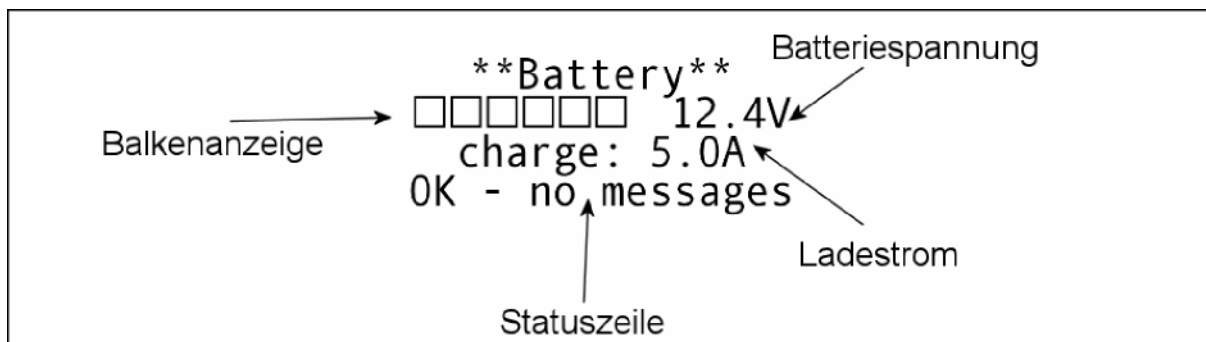 Batteriespannung
**Battery**
□□□□□□ 12.4V
Balkenanzeige
charge: 5.0A
OK - no messages
Ladestrom
Statuszeile